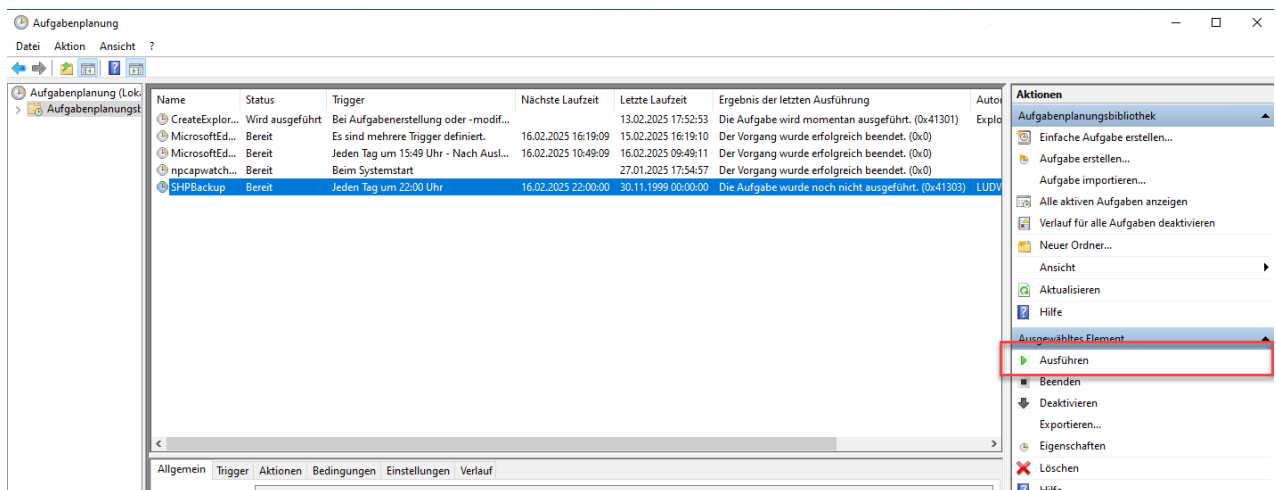 Aufgabenplanung
Datei Aktion Ansicht ?
Aufgabenplanung (Lok
Aufgabenplanungsb
Name Status Trigger Nächste Laufzeit Letzte Laufzeit Ergebnis der letzten Ausführung Autor
CreateExplor... Wird ausgeführt Bei Aufgabenerstellung oder -modif... 13.02.2025 17:52:53 Die Aufgabe wird momentan ausgeführt. (0x41301) Explo
MicrosoftEd... Bereit Es sind mehrere Trigger definiert. 16.02.2025 16:19:09 15.02.2025 16:19:10 Der Vorgang wurde erfolgreich beendet. (0x0)
MicrosoftEd... Bereit Jeden Tag um 15:49 Uhr - Nach Ausl... 16.02.2025 10:49:09 16.02.2025 09:49:11 Der Vorgang wurde erfolgreich beendet. (0x0)
npcapwatch... Bereit Beim Systemstart 27.01.2025 17:54:57 Der Vorgang wurde erfolgreich beendet. (0x0)
SHPBackup Bereit Jeden Tag um 22:00 Uhr 16.02.2025 22:00:00 30.11.1999 00:00:00 Die Aufgabe wurde noch nicht ausgeführt. (0x41303) LUDV
Allgemein Trigger Aktionen Bedingungen Einstellungen Verlauf
Aktionen
Aufgabenplanungsbibliothek
Einfache Aufgabe erstellen...
Aufgabe erstellen...
Aufgabe importieren...
Alle aktiven Aufgaben anzeigen
Verlauf für alle Aufgaben deaktivieren
Neuer Ordner...
Ansicht
Aktualisieren
Hilfe
Ausgewähltes Element
Ausführen
Beenden
Deaktivieren
Exportieren...
Eigenschaften
Löschen
Hilfe